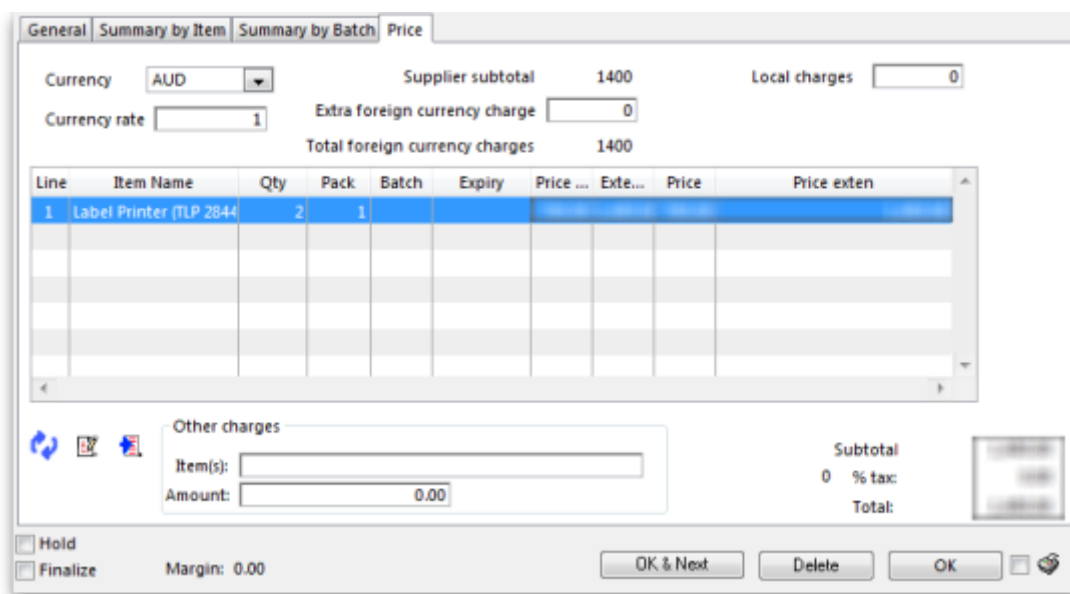 General Summary by Item Summary by Batch Price
Currency AUD Supplier subtotal 1400 Local charges 0
Currency rate 1 Extra foreign currency charge 0
Total foreign currency charges 1400
Line Item Name Qty Pack Batch Expiry Price ... Exte... Price Price exten
1 Label Printer (TLP 2844 2 1
Other charges
Item(s):
Amount: 0.00
Subtotal
0 % tax:
Total:
Hold
Finalize Margin: 0.00 OK & Next Delete OK